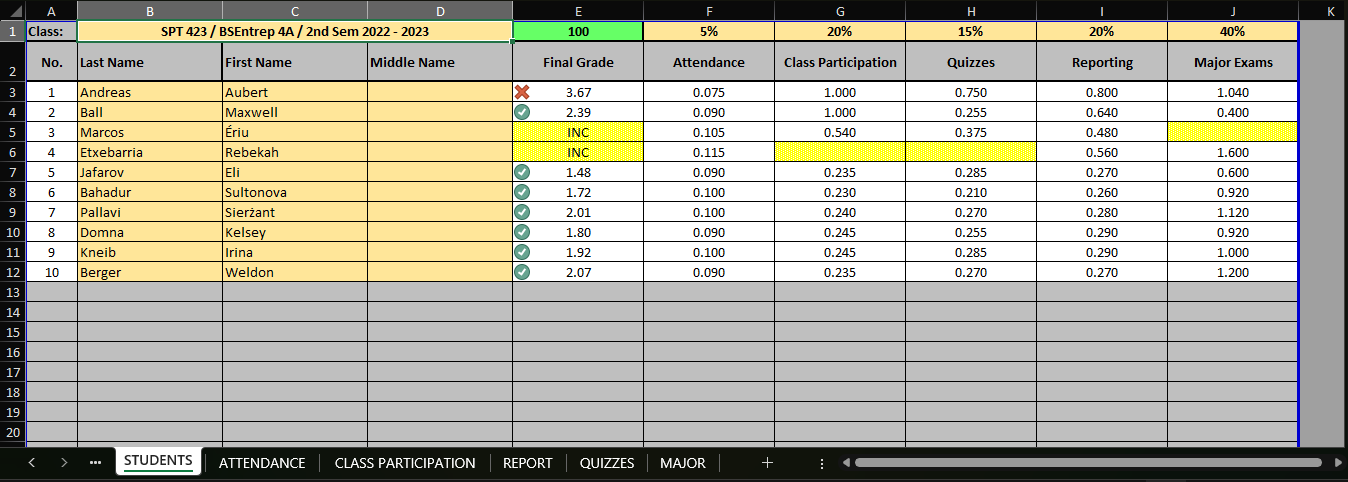 A B C D E F G H I J K
1 Class: SPT 423 / BSEntrep 4A / 2nd Sem 2022 - 2023 100 5% 20% 15% 20% 40%
2 No. Last Name First Name Middle Name Final Grade Attendance Class Participation Quizzes Reporting Major Exams
3 1 Andreas Aubert 3.67 0.075 1.000 0.750 0.800 1.040
4 2 Ball Maxwell 2.39 0.090 1.000 0.255 0.640 0.400
5 3 Marcos Ériu INC 0.105 0.540 0.375 0.480
6 4 Etxebarria Rebekah INC 0.115 0.560 1.600
7 5 Jafarov Eli 1.48 0.090 0.235 0.285 0.270 0.600
8 6 Bahadur Sultonova 1.72 0.100 0.230 0.210 0.260 0.920
9 7 Pallavi Sierżant 2.01 0.100 0.240 0.270 0.280 1.120
10 8 Domna Kelsey 1.80 0.090 0.245 0.255 0.290 0.920
11 9 Kneib Irina 1.92 0.100 0.245 0.285 0.290 1.000
12 10 Berger Weldon 2.07 0.090 0.235 0.270 0.270 1.200
13
14
15
16
17
18
19
20
STUDENTS ATTENDANCE CLASS PARTICIPATION REPORT QUIZZES MAJOR